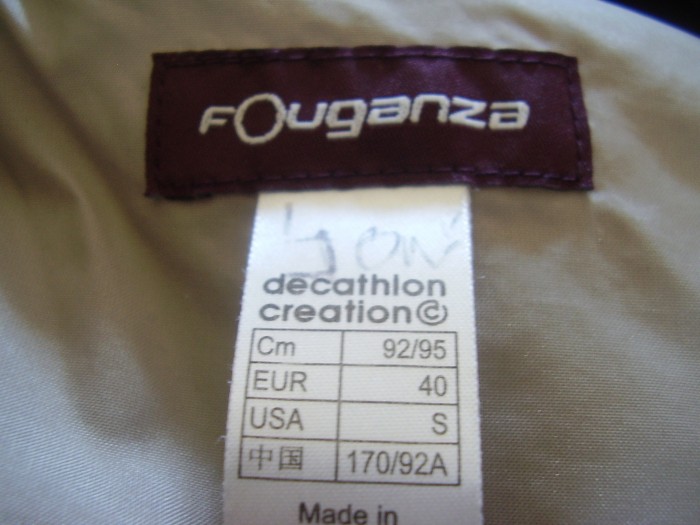 FOuganza
decathlon
creation©
Cm 92/95
EUR 40
USA S
中国 170/92A
Made in